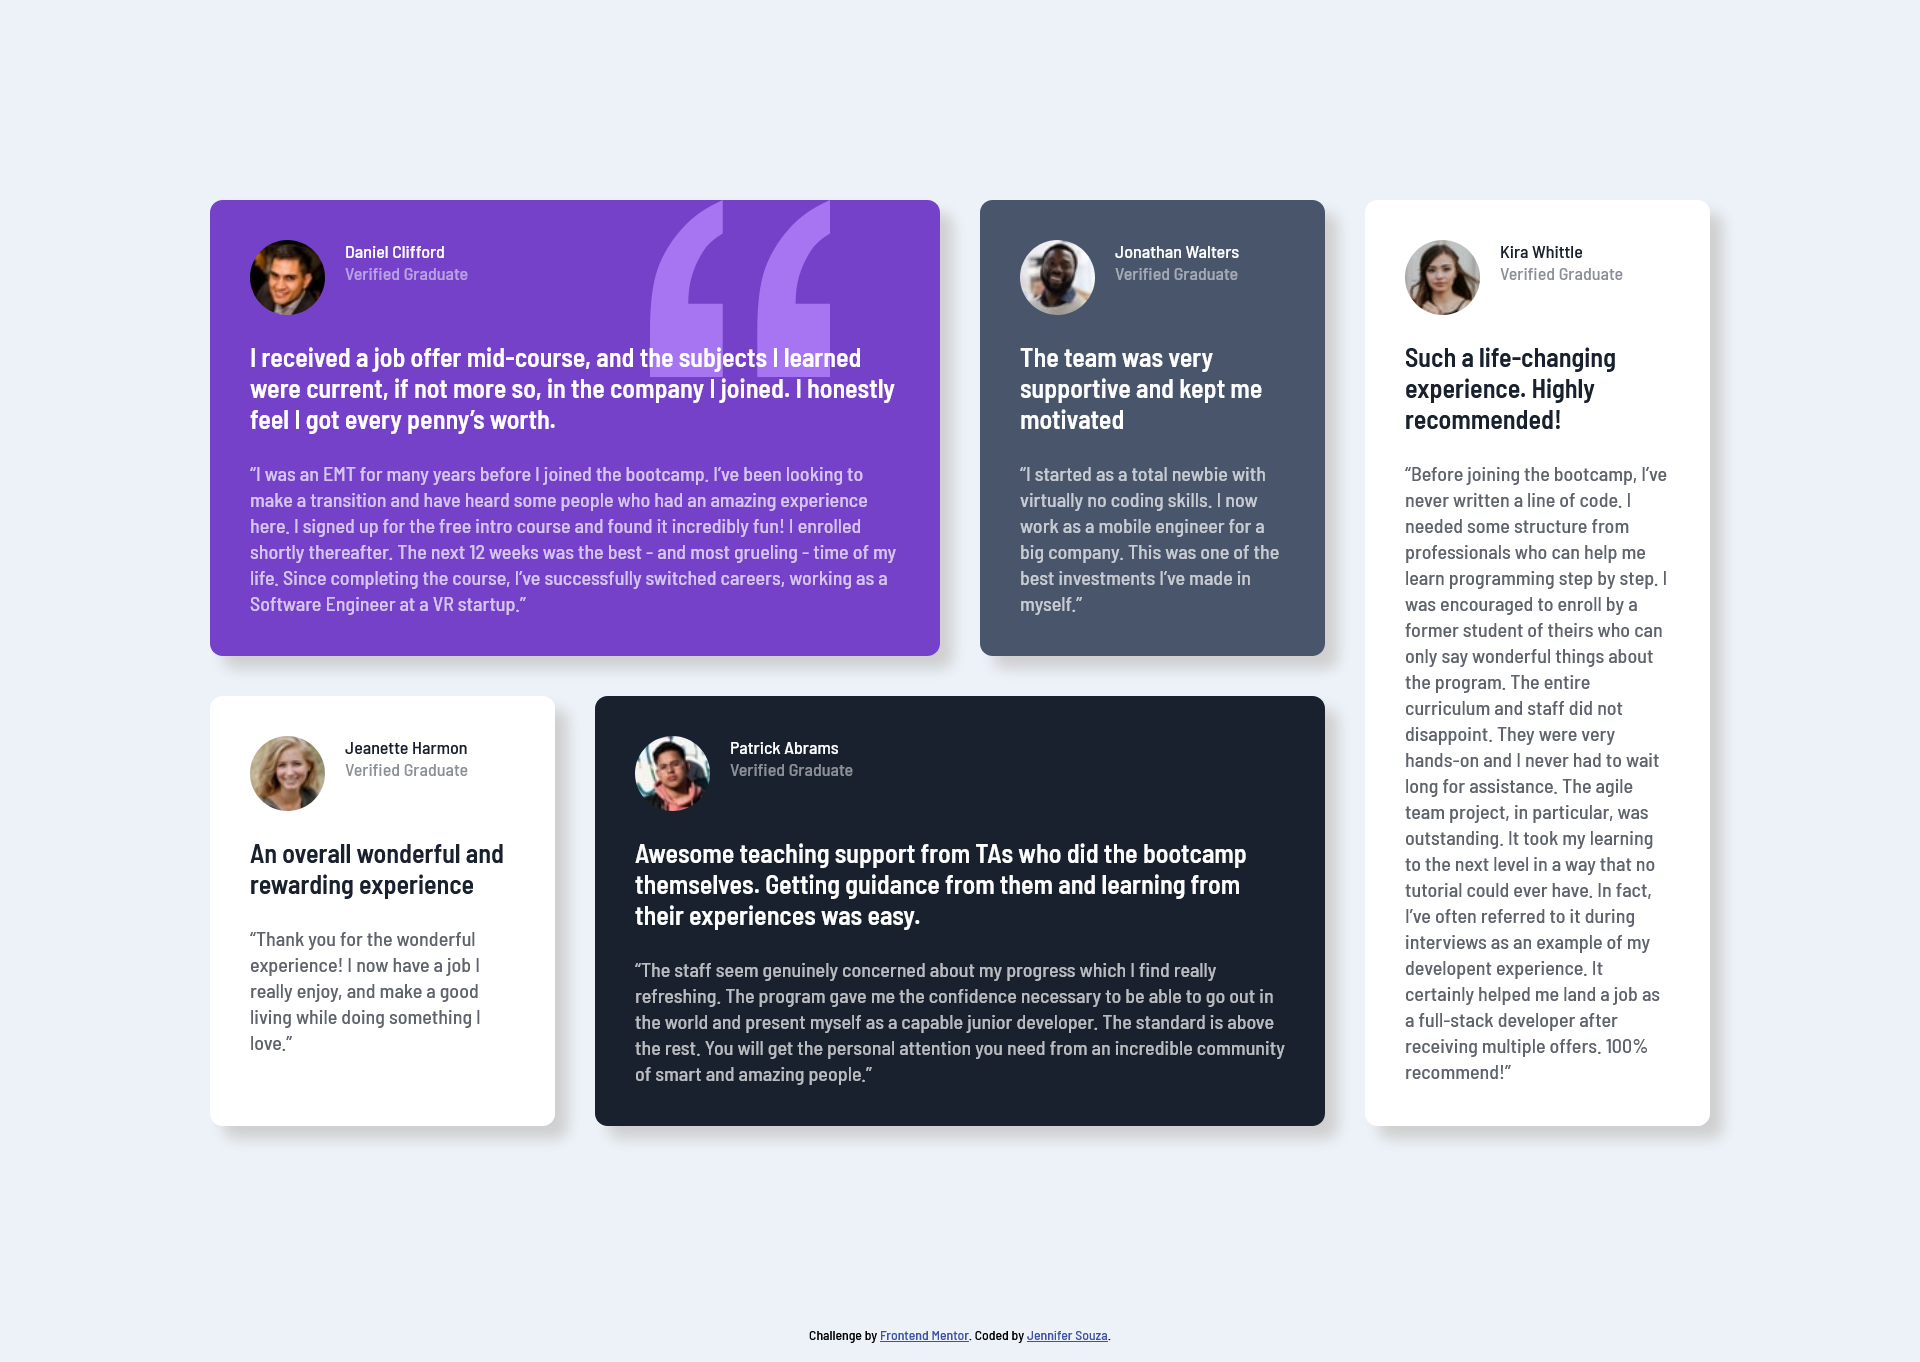 Daniel Clifford
Verified Graduate
I received a job offer mid-course, and the subjects I learned
were current, if not more so, in the company I joined. I honestly
feel I got every penny’s worth.
“I was an EMT for many years before I joined the bootcamp. I’ve been looking to
make a transition and have heard some people who had an amazing experience
here. I signed up for the free intro course and found it incredibly fun! I enrolled
shortly thereafter. The next 12 weeks was the best - and most grueling - time of my
life. Since completing the course, I’ve successfully switched careers, working as a
Software Engineer at a VR startup.”
Jonathan Walters
Verified Graduate
The team was very
supportive and kept me
motivated
“I started as a total newbie with
virtually no coding skills. I now
work as a mobile engineer for a
big company. This was one of the
best investments I’ve made in
myself.”
Kira Whittle
Verified Graduate
Such a life-changing
experience. Highly
recommended!
“Before joining the bootcamp, I’ve
never written a line of code. I
needed some structure from
professionals who can help me
learn programming step by step. I
was encouraged to enroll by a
former student of theirs who can
only say wonderful things about
the program. The entire
curriculum and staff did not
disappoint. They were very
hands-on and I never had to wait
long for assistance. The agile
team project, in particular, was
outstanding. It took my learning
to the next level in a way that no
tutorial could ever have. In fact,
I’ve often referred to it during
interviews as an example of my
developent experience. It
certainly helped me land a job as
a full-stack developer after
receiving multiple offers. 100%
recommend!”
Jeanette Harmon
Verified Graduate
An overall wonderful and
rewarding experience
“Thank you for the wonderful
experience! I now have a job I
really enjoy, and make a good
living while doing something I
love.”
Patrick Abrams
Verified Graduate
Awesome teaching support from TAs who did the bootcamp
themselves. Getting guidance from them and learning from
their experiences was easy.
“The staff seem genuinely concerned about my progress which I find really
refreshing. The program gave me the confidence necessary to be able to go out in
the world and present myself as a capable junior developer. The standard is above
the rest. You will get the personal attention you need from an incredible community
of smart and amazing people.”
Challenge by Frontend Mentor. Coded by Jennifer Souza.